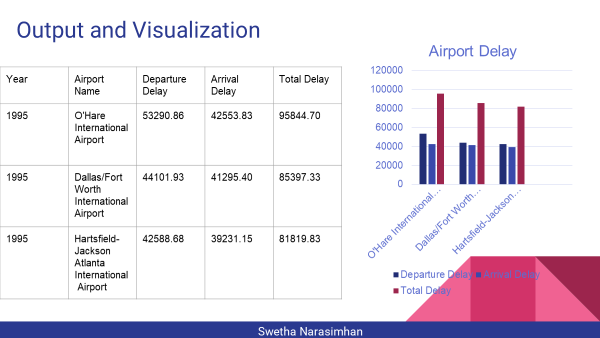 Output and Visualization
Year
Airport
Name
Departure
Delay
Arrival
Delay
Total Delay
1995
O'Hare
International
Airport
53290.86
42553.83
95844.70
1995
Dallas/Fort
Worth
International
Airport
44101.93
41295.40
85397.33
1995
Hartsfield-
Jackson
Atlanta
International
Airport
42588.68
39231.15
81819.83
Airport Delay
120000
100000
80000
60000
40000
20000
0
O'Hare International…
Dallas/Fort Worth…
Hartsfield-Jackson…
Departure Delay
Arrival Delay
Total Delay
Swetha Narasimhan